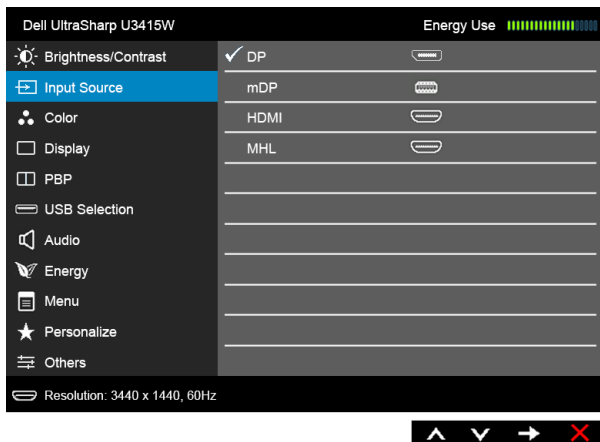 Dell UltraSharp U3415W Energy Use
Brightness/Contrast DP
Input Source mDP
Color HDMI
Display MHL
PBP
USB Selection
Audio
Energy
Menu
Personalize
Others
Resolution: 3440 x 1440, 60Hz